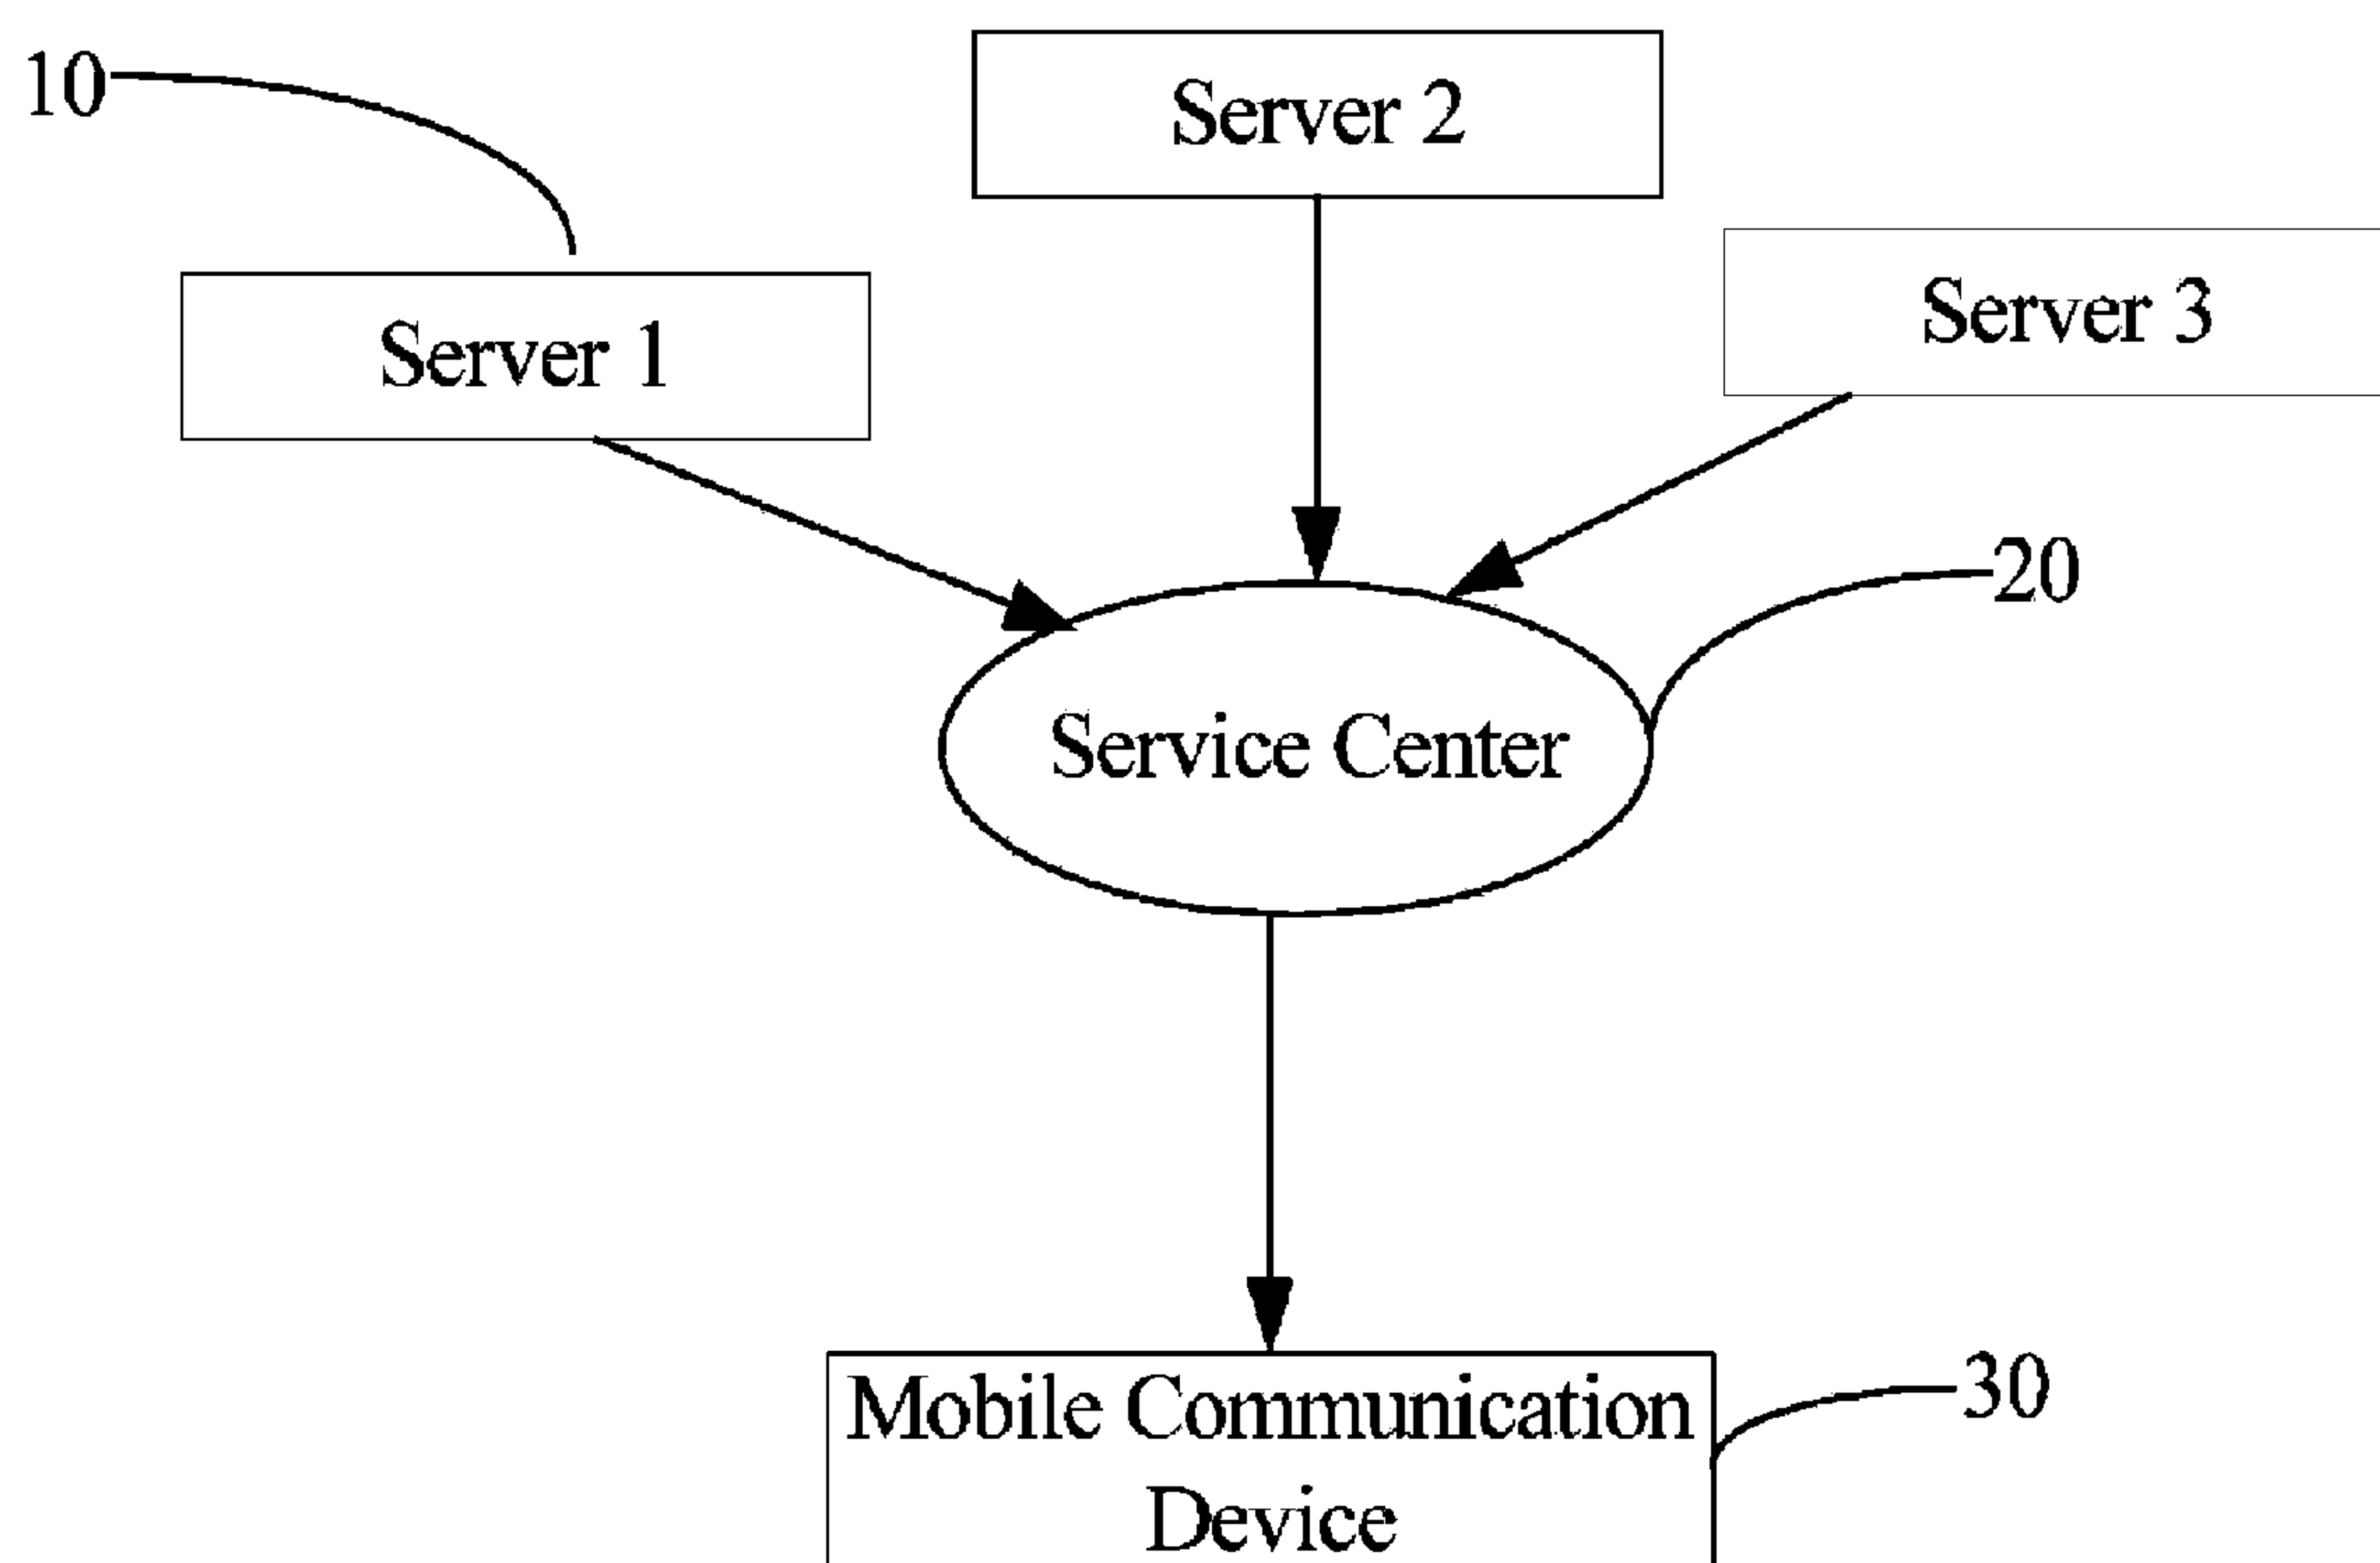 10
Server 2
Server 1
Server 3
20
Service Center
30
Mobile Communication
Device